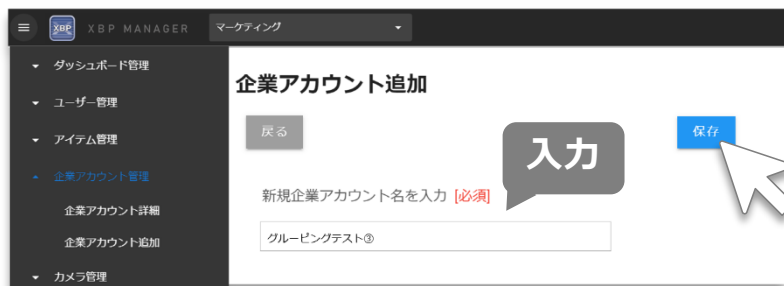 XBP XBP MANAGER マーケティング
ダッシュボード管理
ユーザー管理
アイテム管理
企業アカウント管理
企業アカウント詳細
企業アカウント追加
カメラ管理
企業アカウント追加
戻る
保存
入力
新規企業アカウント名を入力 [必須]
グルーピングテスト③